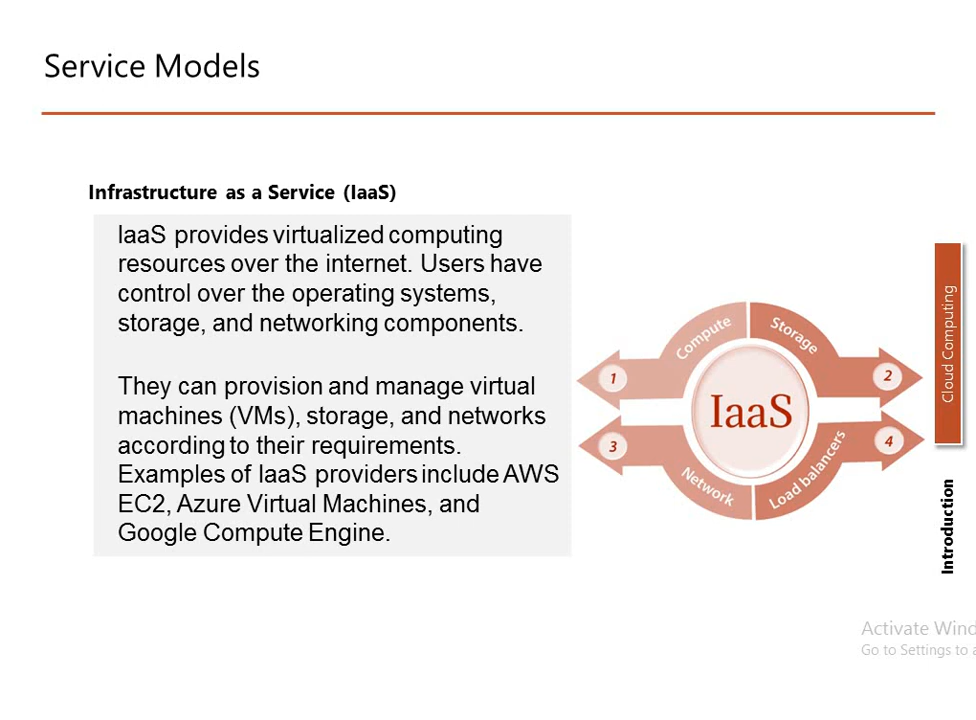 Service Models
Infrastructure as a Service (IaaS)
IaaS provides virtualized computing
resources over the internet. Users have
control over the operating systems,
storage, and networking components.
They can provision and manage virtual
machines (VMs), storage, and networks
according to their requirements.
Examples of IaaS providers include AWS
EC2, Azure Virtual Machines, and
Google Compute Engine.
Compute
Storage
1
2
IaaS
3
4
Network
Load balancers
Cloud Computing
Introduction
Activate Wind
Go to Settings to a